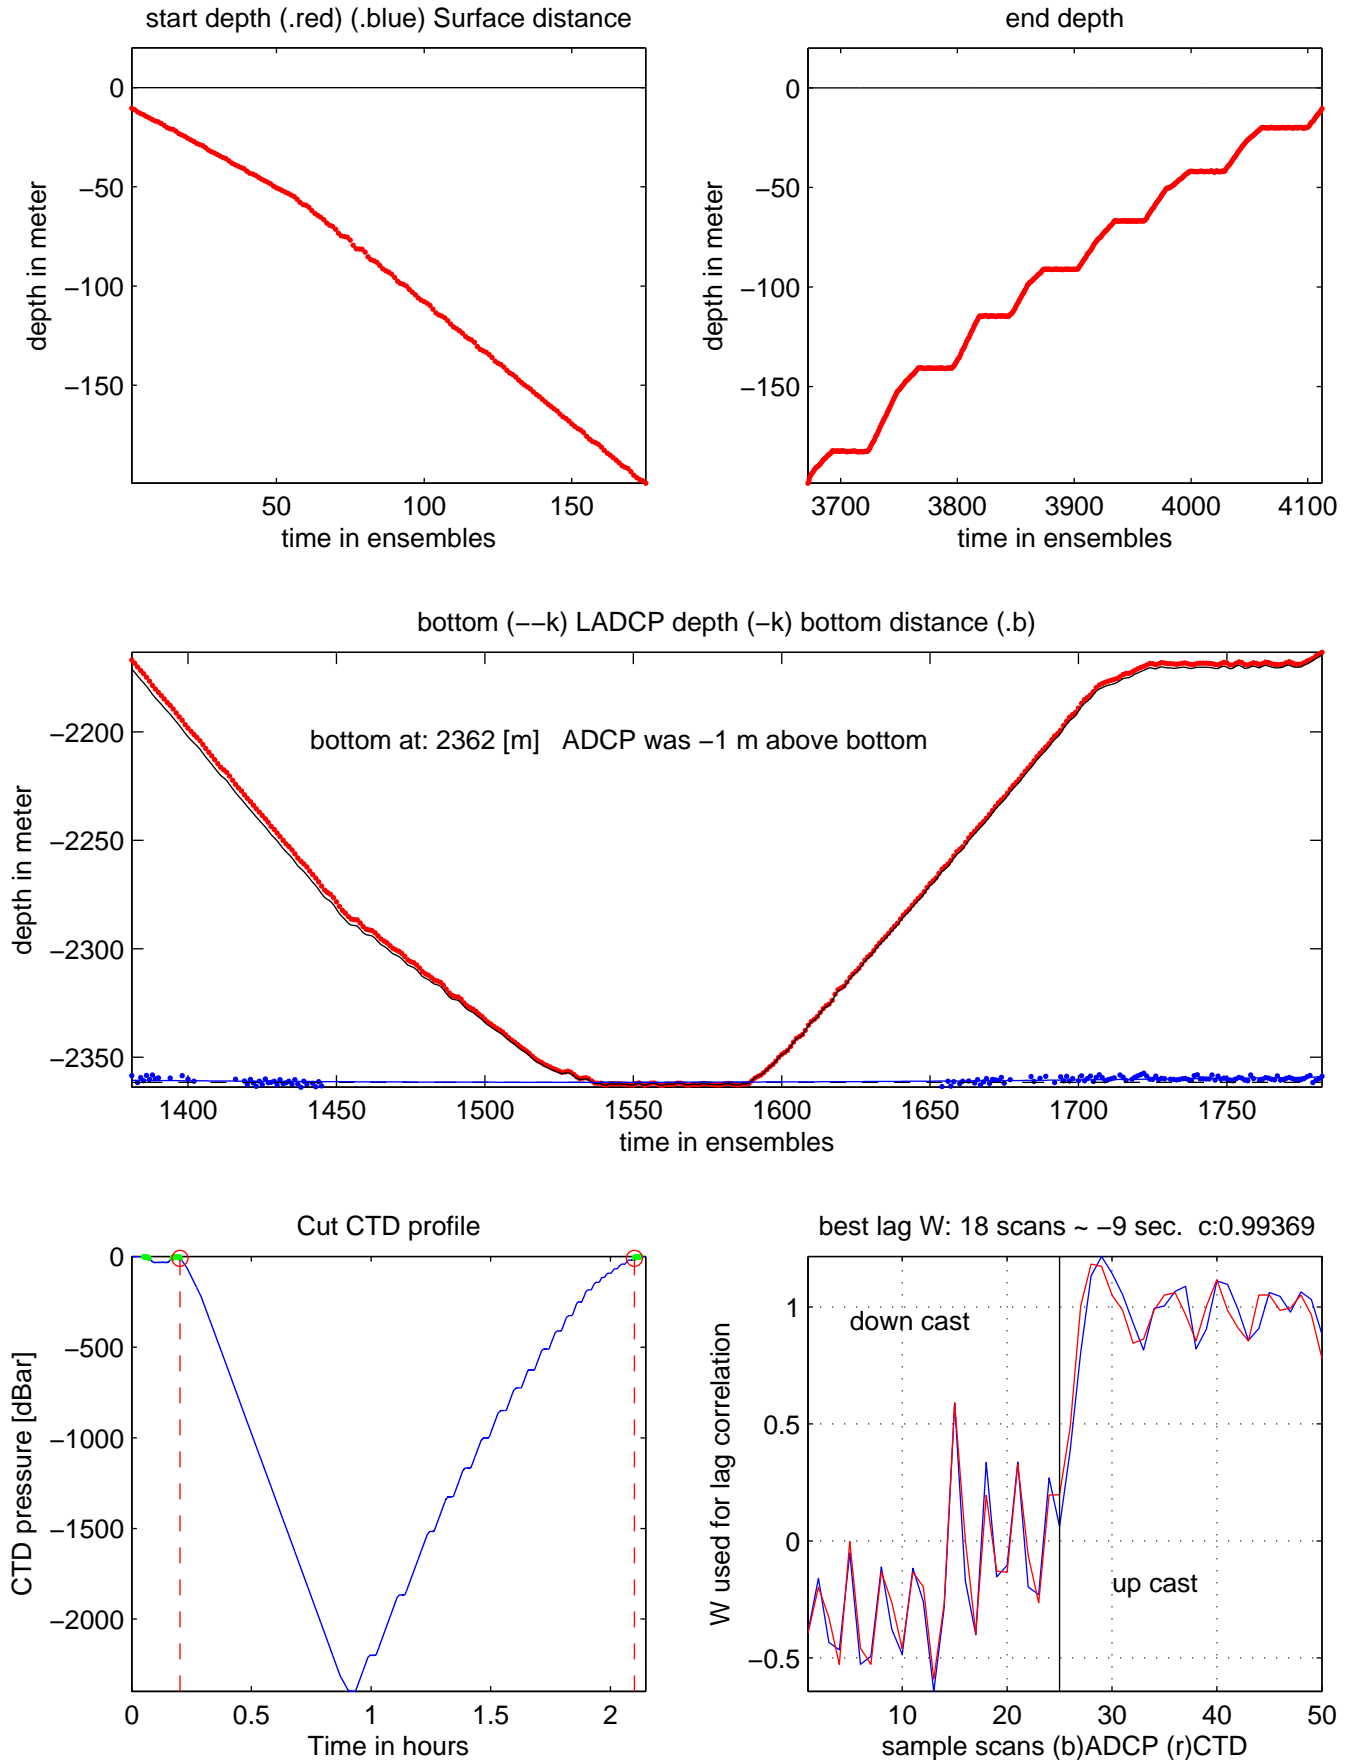 start depth (.red) (.blue) Surface distance
0
−50
−100
−150
depth in meter
50 100 150
time in ensembles
end depth
0
−50
−100
−150
depth in meter
3700 3800 3900 4000 4100
time in ensembles
bottom (−−k) LADCP depth (−k) bottom distance (.b)
bottom at: 2362 [m] ADCP was −1 m above bottom
−2200
−2250
−2300
−2350
depth in meter
1400 1450 1500 1550 1600 1650 1700 1750
time in ensembles
Cut CTD profile
0
−500
−1000
−1500
−2000
CTD pressure [dBar]
0 0.5 1 1.5 2
Time in hours
best lag W: 18 scans ~ −9 sec. c:0.99369
down cast
up cast
1
0.5
0
−0.5
W used for lag correlation
10 20 30 40 50
sample scans (b)ADCP (r)CTD